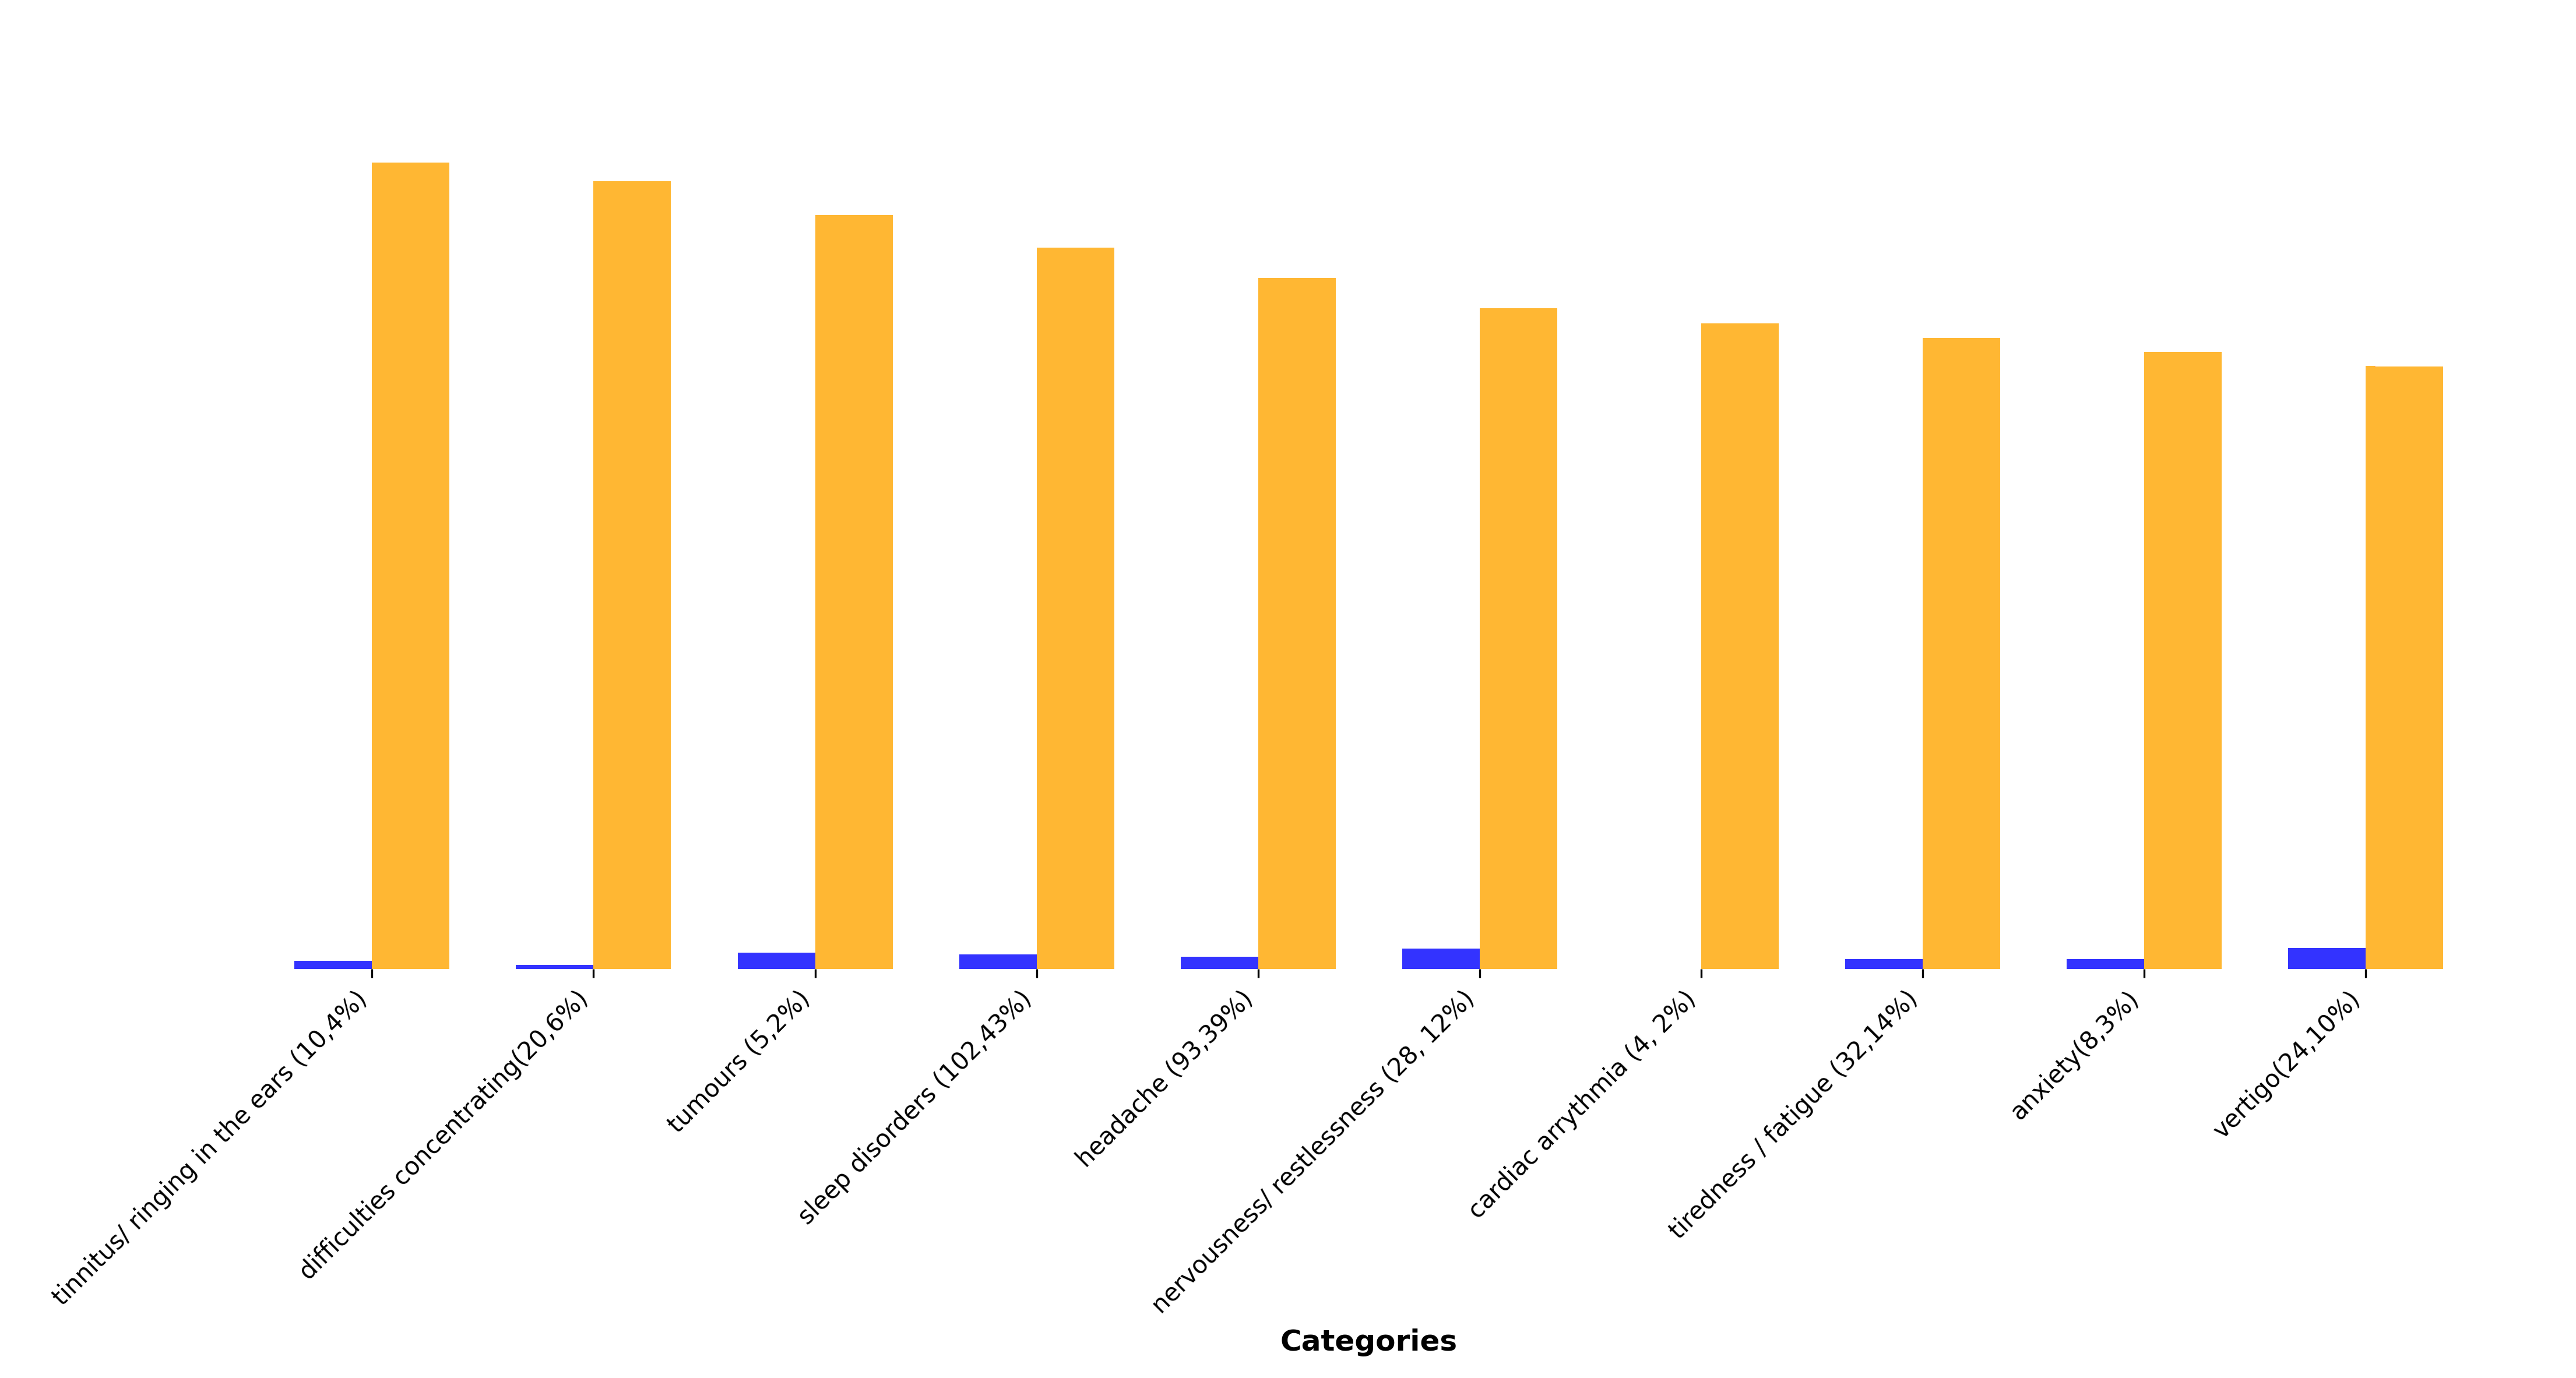 tinnitus/ ringing in the ears (10,4%)
difficulties concentrating(20,6%)
tumours (5,2%)
sleep disorders (102,43%)
headache (93,39%)
nervousness/ restlessness (28, 12%)
cardiac arrythmia (4, 2%)
tiredness / fatigue (32,14%)
anxiety(8,3%)
vertigo(24,10%)
Categories